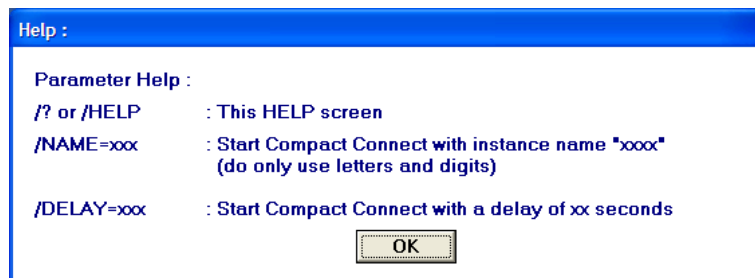 Help :
Parameter Help :
/? or /HELP : This HELP screen
/NAME=xxx : Start Compact Connect with instance name "xxxx"
(do only use letters and digits)
/DELAY=xxx : Start Compact Connect with a delay of xx seconds
OK